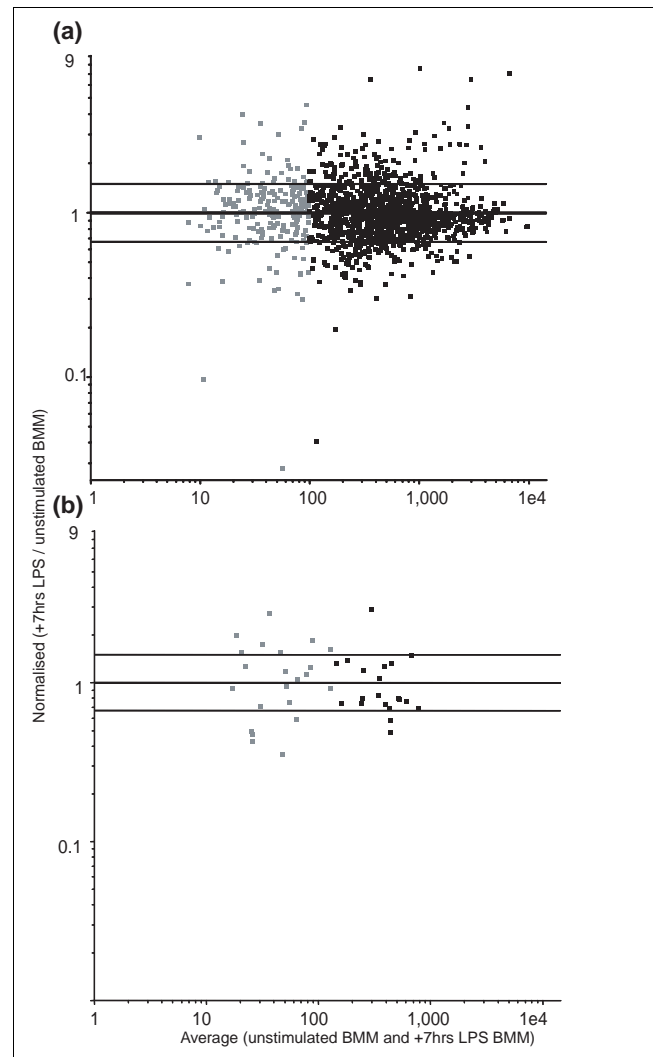 (a)
9
1
0.1
1 10 100 1,000 1e4
(b)
9
1
0.1
1 10 100 1,000 1e4
Normalised (+7hrs LPS / unstimulated BMM)
Average (unstimulated BMM and +7hrs LPS BMM)